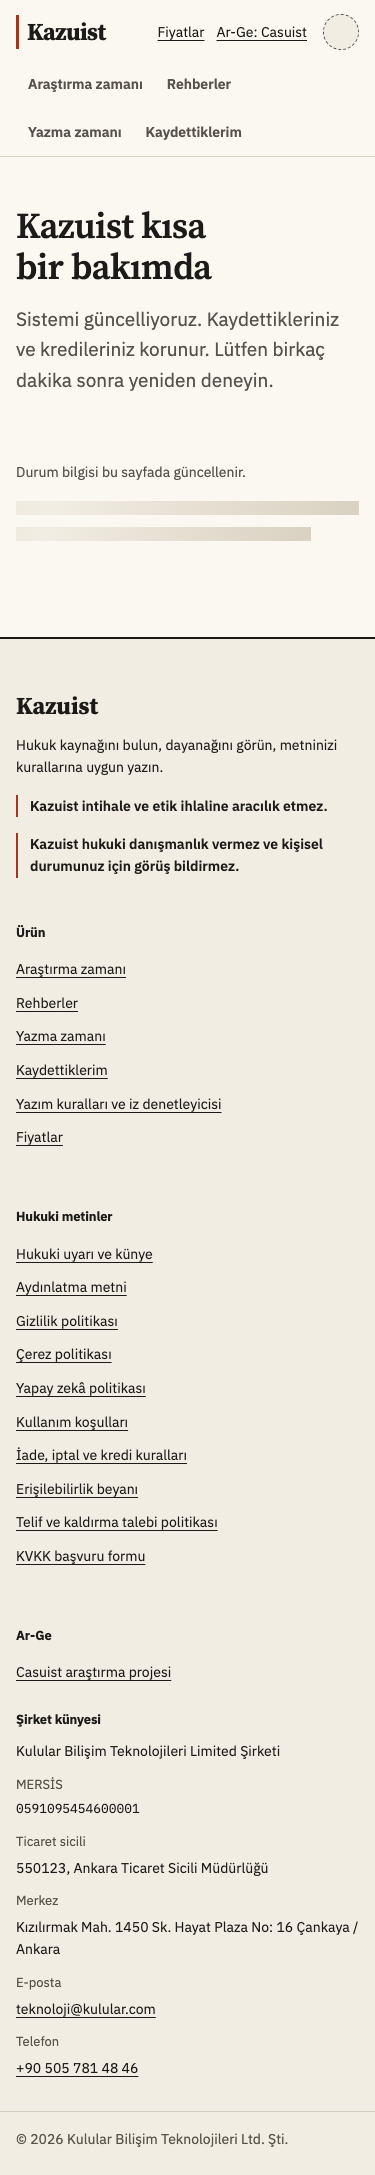 Kazuist
Fiyatlar Ar-Ge: Casuist
Araştırma zamanı Rehberler
Yazma zamanı Kaydettiklerim
Kazuist kısa
bir bakımda
Sistemi güncelliyoruz. Kaydettikleriniz
ve kredileriniz korunur. Lütfen birkaç
dakika sonra yeniden deneyin.
Durum bilgisi bu sayfada güncellenir.
Kazuist
Hukuk kaynağını bulun, dayanağını görün, metninizi
kurallarına uygun yazın.
Kazuist intihale ve etik ihlaline aracılık etmez.
Kazuist hukuki danışmanlık vermez ve kişisel
durumunuz için görüş bildirmez.
Ürün
Araştırma zamanı
Rehberler
Yazma zamanı
Kaydettiklerim
Yazım kuralları ve iz denetleyicisi
Fiyatlar
Hukuki metinler
Hukuki uyarı ve künye
Aydınlatma metni
Gizlilik politikası
Çerez politikası
Yapay zekâ politikası
Kullanım koşulları
İade, iptal ve kredi kuralları
Erişilebilirlik beyanı
Telif ve kaldırma talebi politikası
KVKK başvuru formu
Ar-Ge
Casuist araştırma projesi
Şirket künyesi
Kulular Bilişim Teknolojileri Limited Şirketi
MERSİS
0591095454600001
Ticaret sicili
550123, Ankara Ticaret Sicili Müdürlüğü
Merkez
Kızılırmak Mah. 1450 Sk. Hayat Plaza No: 16 Çankaya /
Ankara
E-posta
teknoloji@kulular.com
Telefon
+90 505 781 48 46
© 2026 Kulular Bilişim Teknolojileri Ltd. Şti.